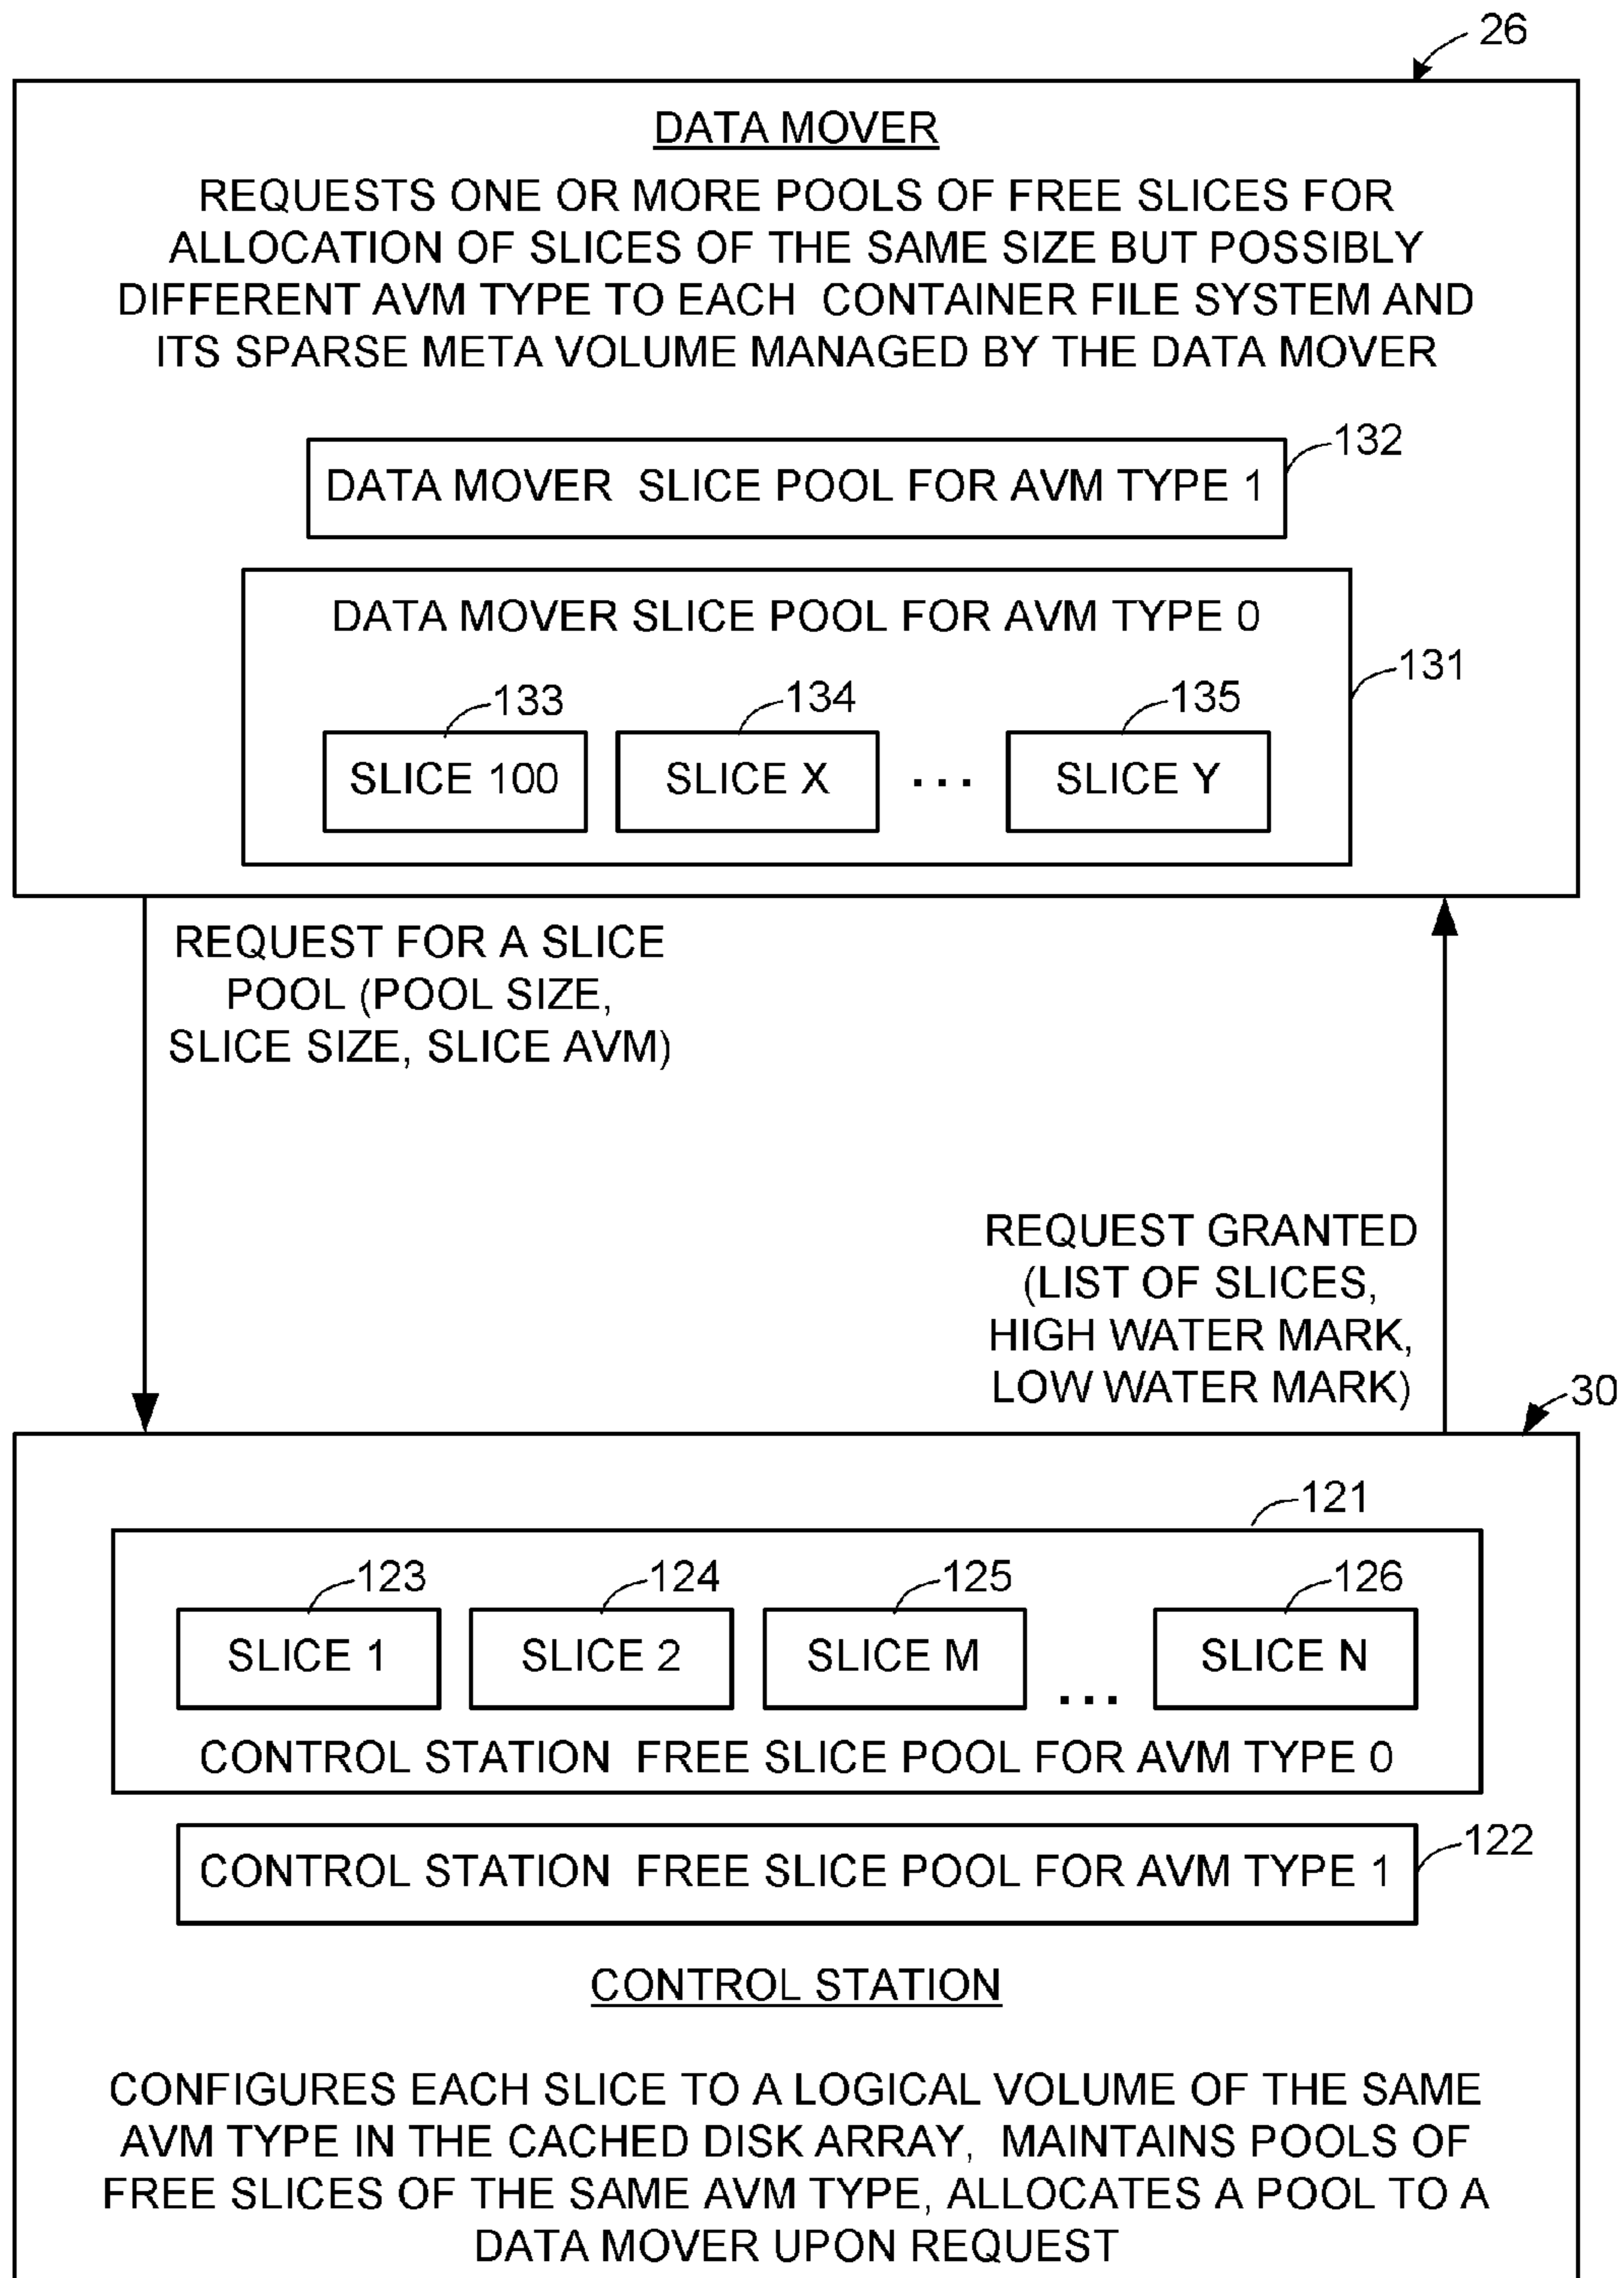 26
DATA MOVER
REQUESTS ONE OR MORE POOLS OF FREE SLICES FOR
ALLOCATION OF SLICES OF THE SAME SIZE BUT POSSIBLY
DIFFERENT AVM TYPE TO EACH CONTAINER FILE SYSTEM AND
ITS SPARSE META VOLUME MANAGED BY THE DATA MOVER
132
DATA MOVER SLICE POOL FOR AVM TYPE 1
DATA MOVER SLICE POOL FOR AVM TYPE 0
131
133 134 135
SLICE 100 SLICE X ... SLICE Y
REQUEST FOR A SLICE
POOL (POOL SIZE,
SLICE SIZE, SLICE AVM)
REQUEST GRANTED
(LIST OF SLICES,
HIGH WATER MARK,
LOW WATER MARK)
30
121
123 124 125 126
SLICE 1 SLICE 2 SLICE M ... SLICE N
CONTROL STATION FREE SLICE POOL FOR AVM TYPE 0
122
CONTROL STATION FREE SLICE POOL FOR AVM TYPE 1
CONTROL STATION
CONFIGURES EACH SLICE TO A LOGICAL VOLUME OF THE SAME
AVM TYPE IN THE CACHED DISK ARRAY, MAINTAINS POOLS OF
FREE SLICES OF THE SAME AVM TYPE, ALLOCATES A POOL TO A
DATA MOVER UPON REQUEST